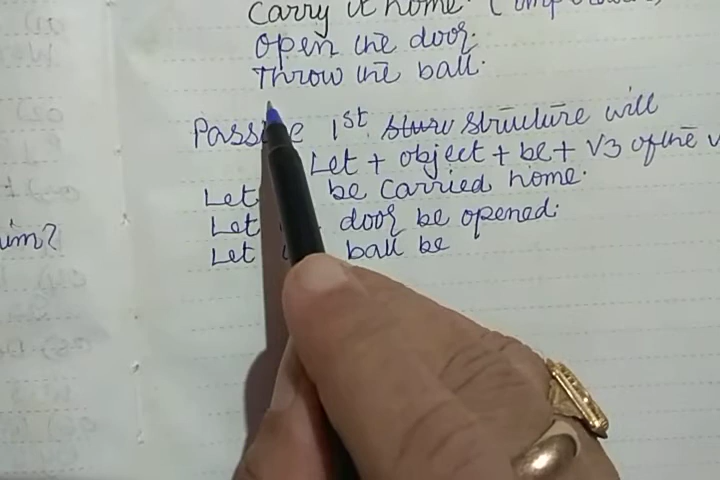 Carry it home. (
Open the door.
Throw the ball.
Passive 1st structure will
Let + object + be + V3 of the v
Let be carried home.
Let door be opened.
Let ball be
um?